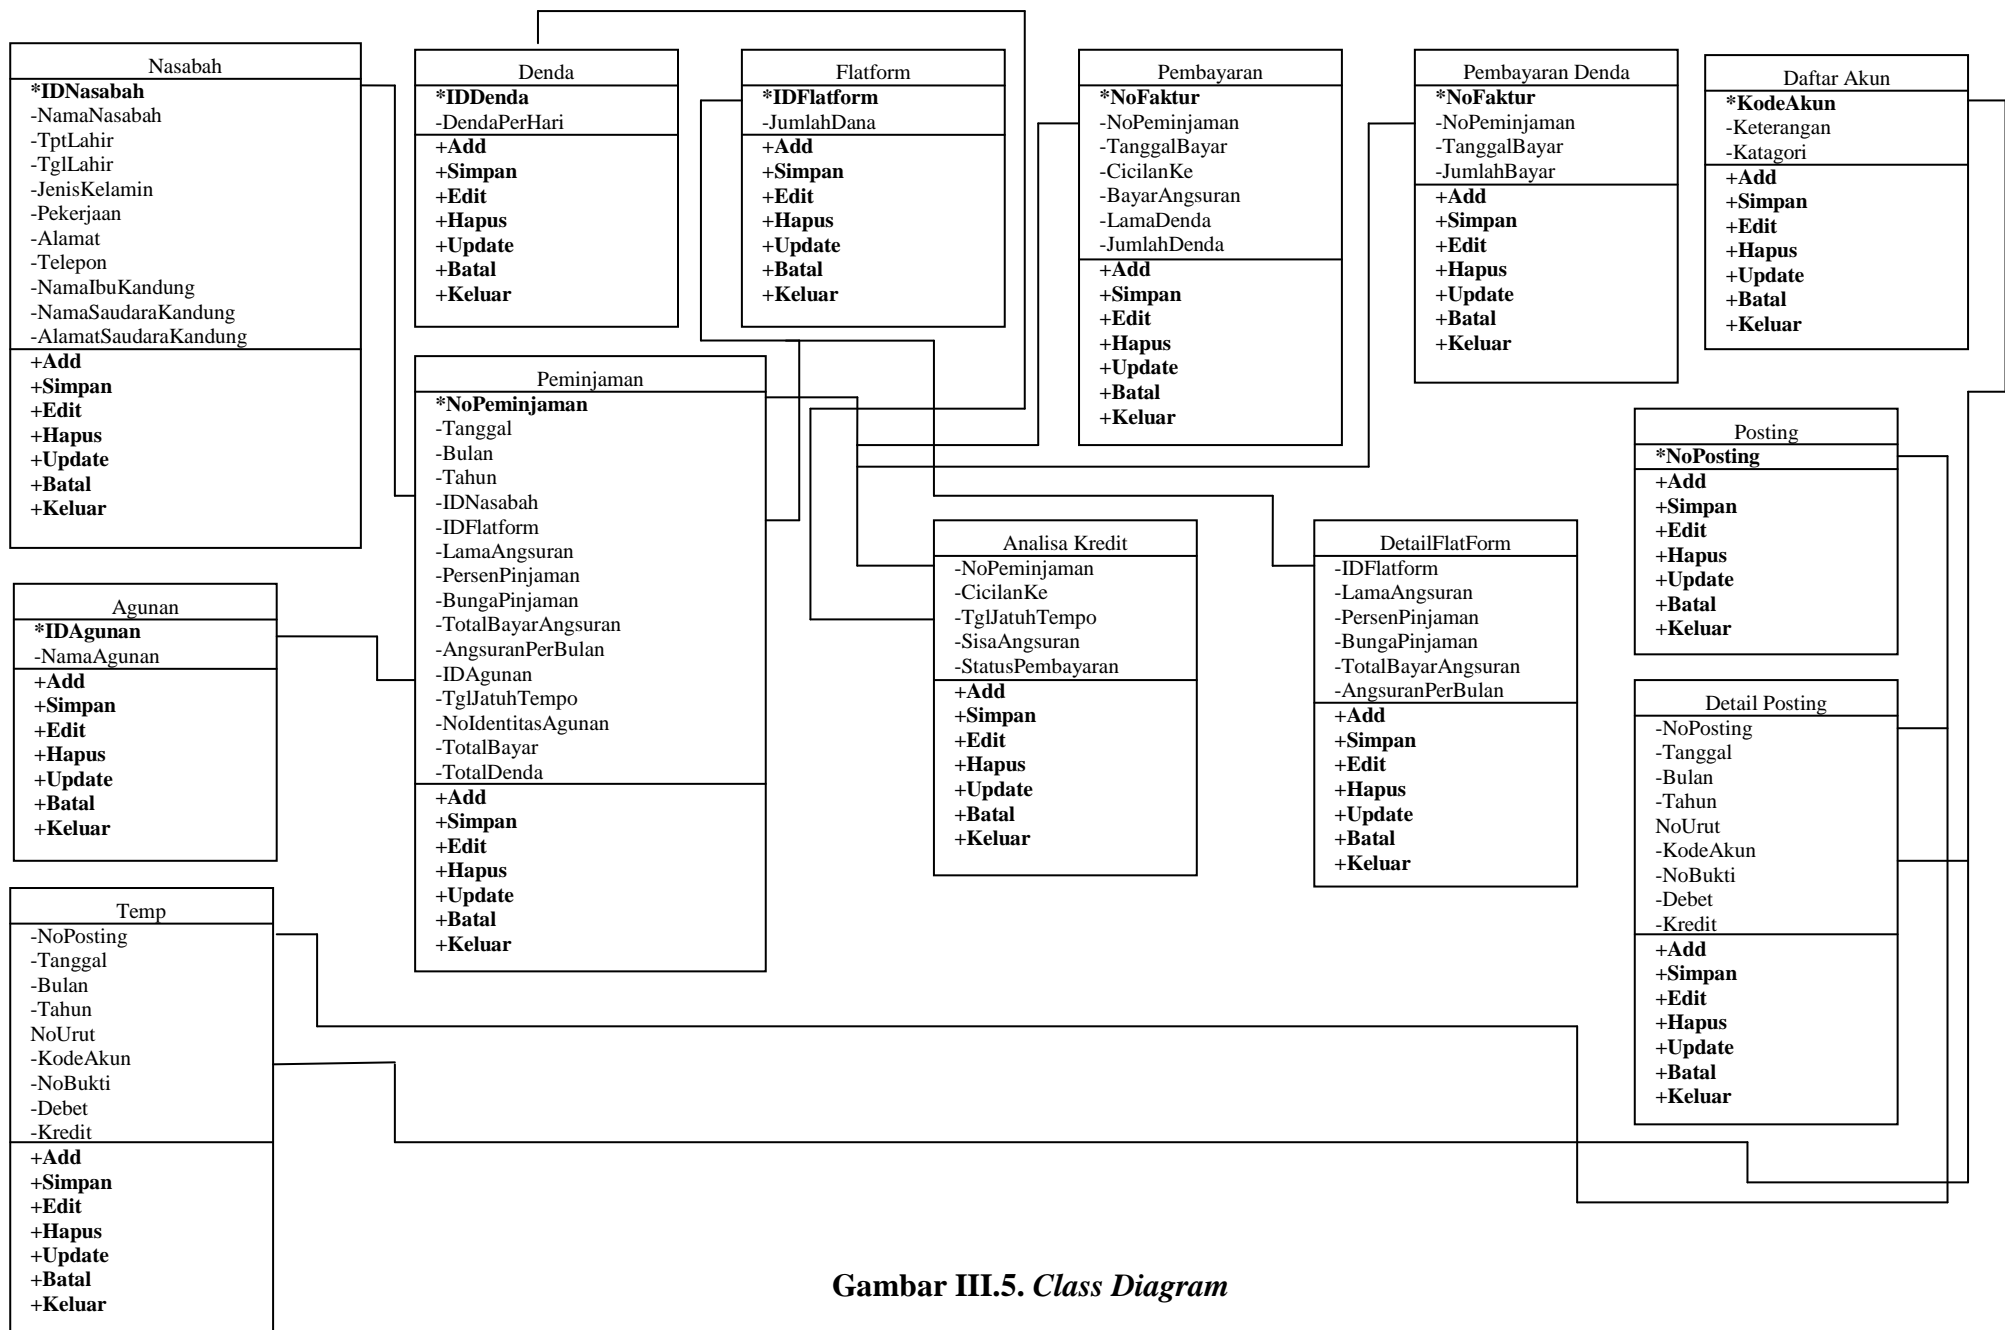 Nasabah
*IDNasabah
-NamaNasabah
-TptLahir
-TglLahir
-JenisKelamin
-Pekerjaan
-Alamat
-Telepon
-NamaIbuKandung
-NamaSaudaraKandung
-AlamatSaudaraKandung
+Add
+Simpan
+Edit
+Hapus
+Update
+Batal
+Keluar
Denda
*IDDenda
-DendaPerHari
+Add
+Simpan
+Edit
+Hapus
+Update
+Batal
+Keluar
Flatform
*IDFlatform
-JumlahDana
+Add
+Simpan
+Edit
+Hapus
+Update
+Batal
+Keluar
Pembayaran
*NoFaktur
-NoPeminjaman
-TanggalBayar
-CicilanKe
-BayarAngsuran
-LamaDenda
-JumlahDenda
+Add
+Simpan
+Edit
+Hapus
+Update
+Batal
+Keluar
Pembayaran Denda
*NoFaktur
-NoPeminjaman
-TanggalBayar
-JumlahBayar
+Add
+Simpan
+Edit
+Hapus
+Update
+Batal
+Keluar
Daftar Akun
*KodeAkun
-Keterangan
-Katagori
+Add
+Simpan
+Edit
+Hapus
+Update
+Batal
+Keluar
Peminjaman
*NoPeminjaman
-Tanggal
-Bulan
-Tahun
-IDNasabah
-IDFlatform
-LamaAngsuran
-PersenPinjaman
-BungaPinjaman
-TotalBayarAngsuran
-AngsuranPerBulan
-IDAgunan
-TglJatuhTempo
-NoIdentitasAgunan
-TotalBayar
-TotalDenda
+Add
+Simpan
+Edit
+Hapus
+Update
+Batal
+Keluar
Posting
*NoPosting
+Add
+Simpan
+Edit
+Hapus
+Update
+Batal
+Keluar
Analisa Kredit
-NoPeminjaman
-CicilanKe
-TglJatuhTempo
-SisaAngsuran
-StatusPembayaran
+Add
+Simpan
+Edit
+Hapus
+Update
+Batal
+Keluar
DetailFlatForm
-IDFlatform
-LamaAngsuran
-PersenPinjaman
-BungaPinjaman
-TotalBayarAngsuran
-AngsuranPerBulan
+Add
+Simpan
+Edit
+Hapus
+Update
+Batal
+Keluar
Agunan
*IDAgunan
-NamaAgunan
+Add
+Simpan
+Edit
+Hapus
+Update
+Batal
+Keluar
Detail Posting
-NoPosting
-Tanggal
-Bulan
-Tahun
NoUrut
-KodeAkun
-NoBukti
-Debet
-Kredit
+Add
+Simpan
+Edit
+Hapus
+Update
+Batal
+Keluar
Temp
-NoPosting
-Tanggal
-Bulan
-Tahun
NoUrut
-KodeAkun
-NoBukti
-Debet
-Kredit
+Add
+Simpan
+Edit
+Hapus
+Update
+Batal
+Keluar
Gambar III.5. Class Diagram